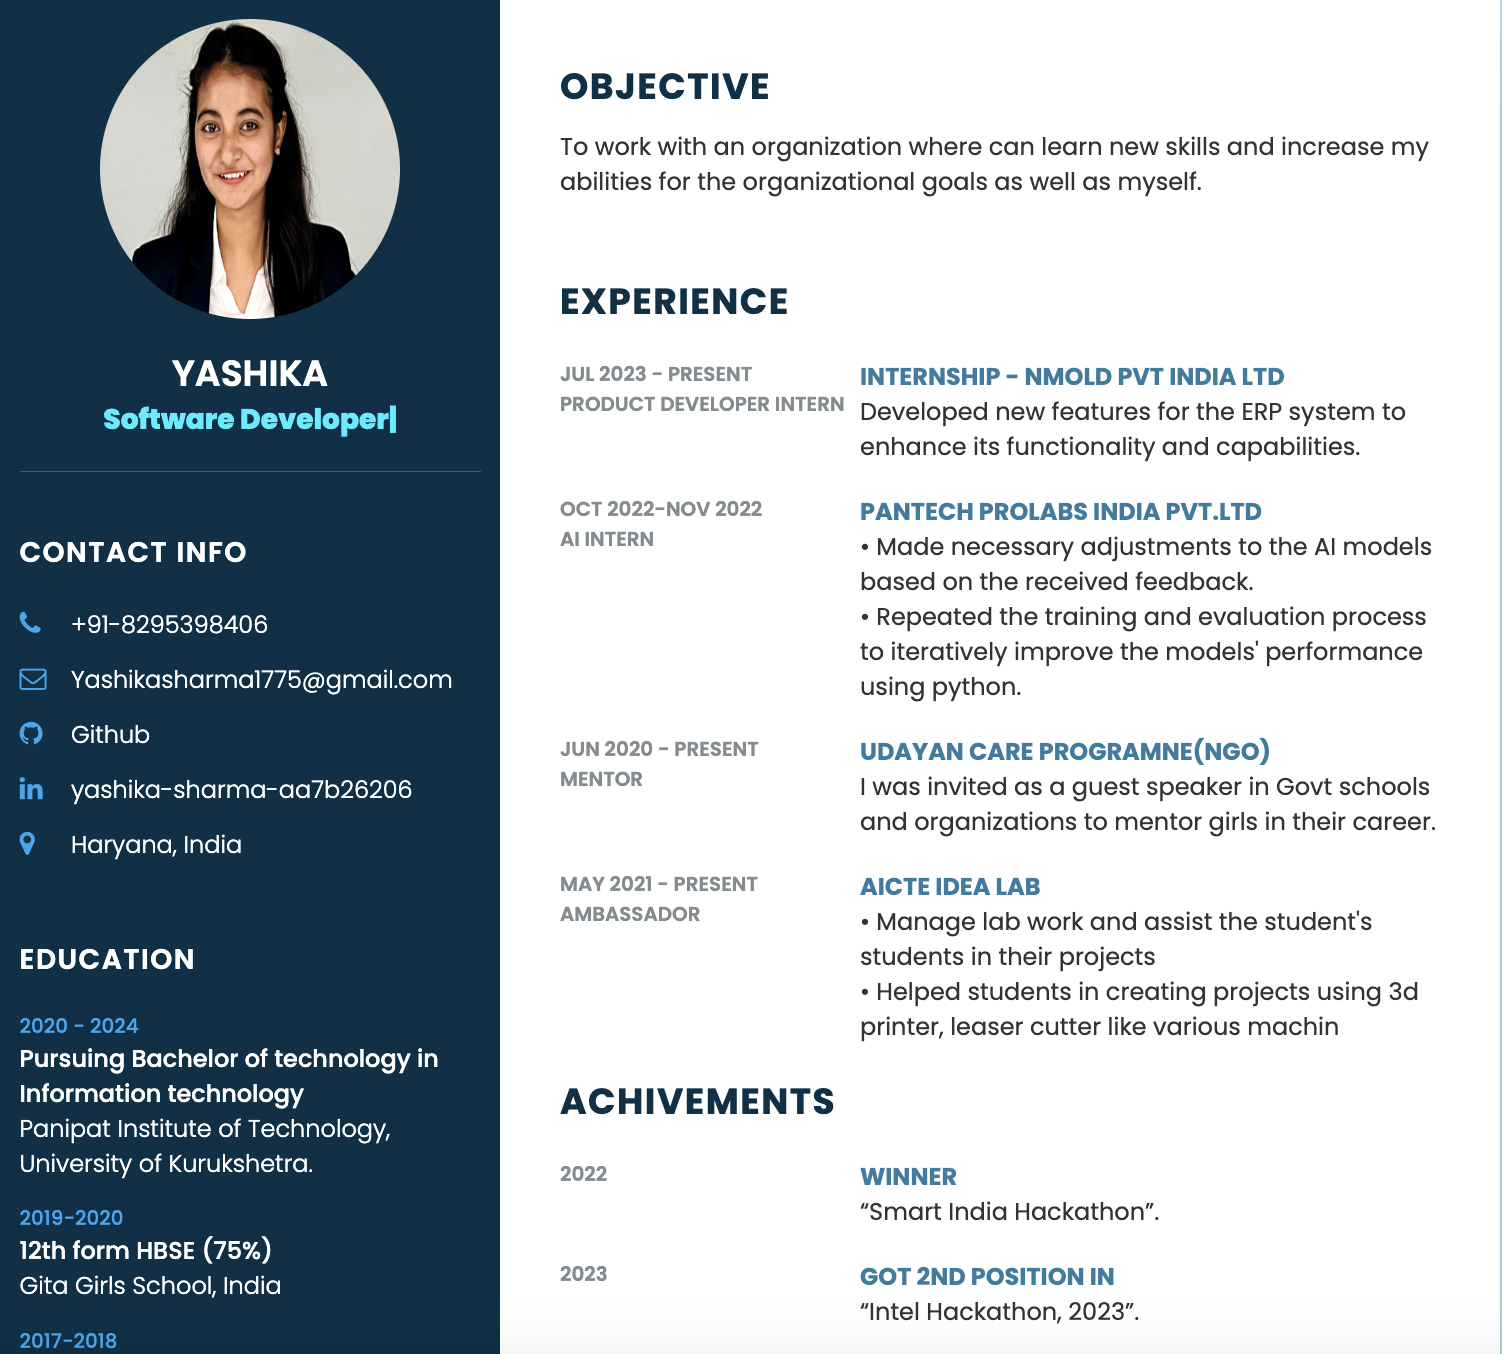 YASHIKA
Software Developer|
CONTACT INFO
+91-8295398406
Yashikasharma1775@gmail.com
Github
yashika-sharma-aa7b26206
Haryana, India
EDUCATION
2020 - 2024
Pursuing Bachelor of technology in
Information technology
Panipat Institute of Technology,
University of Kurukshetra.
2019-2020
12th form HBSE (75%)
Gita Girls School, India
2017-2018
OBJECTIVE
To work with an organization where can learn new skills and increase my
abilities for the organizational goals as well as myself.
EXPERIENCE
JUL 2023 - PRESENT
PRODUCT DEVELOPER INTERN
INTERNSHIP - NMOLD PVT INDIA LTD
Developed new features for the ERP system to
enhance its functionality and capabilities.
OCT 2022-NOV 2022
AI INTERN
PANTECH PROLABS INDIA PVT.LTD
• Made necessary adjustments to the AI models
based on the received feedback.
• Repeated the training and evaluation process
to iteratively improve the models' performance
using python.
JUN 2020 - PRESENT
MENTOR
UDAYAN CARE PROGRAMNE(NGO)
I was invited as a guest speaker in Govt schools
and organizations to mentor girls in their career.
MAY 2021 - PRESENT
AMBASSADOR
AICTE IDEA LAB
• Manage lab work and assist the student's
students in their projects
• Helped students in creating projects using 3d
printer, leaser cutter like various machin
ACHIVEMENTS
2022
WINNER
“Smart India Hackathon”.
2023
GOT 2ND POSITION IN
“Intel Hackathon, 2023”.